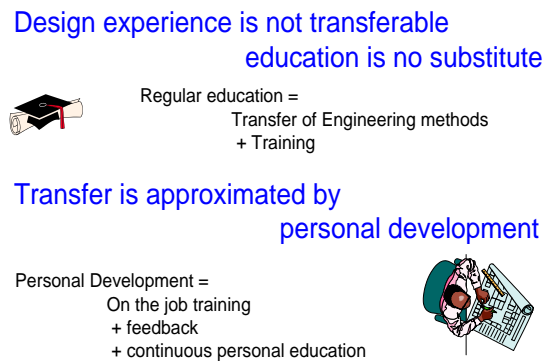 Design experience is not transferable
education is no substitute
Regular education =
Transfer of Engineering methods
+ Training
Transfer is approximated by
personal development
Personal Development =
On the job training
+ feedback
+ continuous personal education